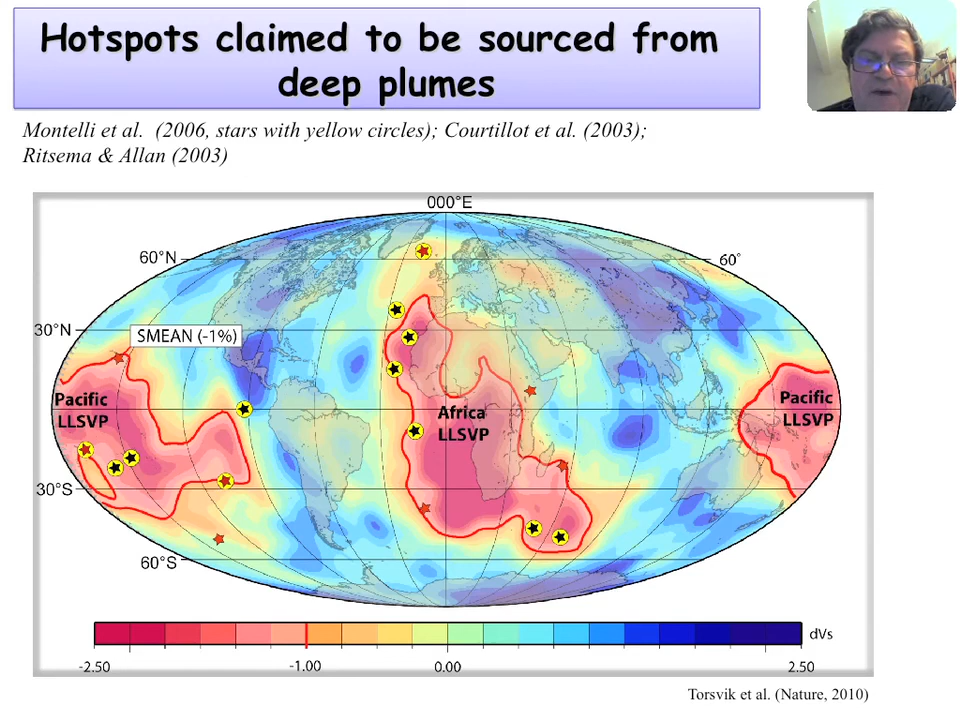 Hotspots claimed to be sourced from
deep plumes
Montelli et al. (2006, stars with yellow circles); Courtillot et al. (2003);
Ritsema & Allan (2003)
000°E
60°N
60°
30°N
SMEAN (-1%)
Pacific
LLSVP
Africa
LLSVP
Pacific
LLSVP
30°S
60°S
dVs
-2.50
-1.00
0.00
2.50
Torsvik et al. (Nature, 2010)